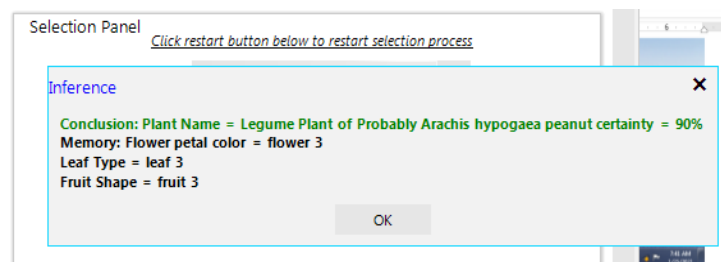 Selection Panel
Click restart button below to restart selection process
6
Inference
×
Conclusion: Plant Name = Legume Plant of Probably Arachis hypogaea peanut certainty = 90%
Memory: Flower petal color = flower 3
Leaf Type = leaf 3
Fruit Shape = fruit 3
OK